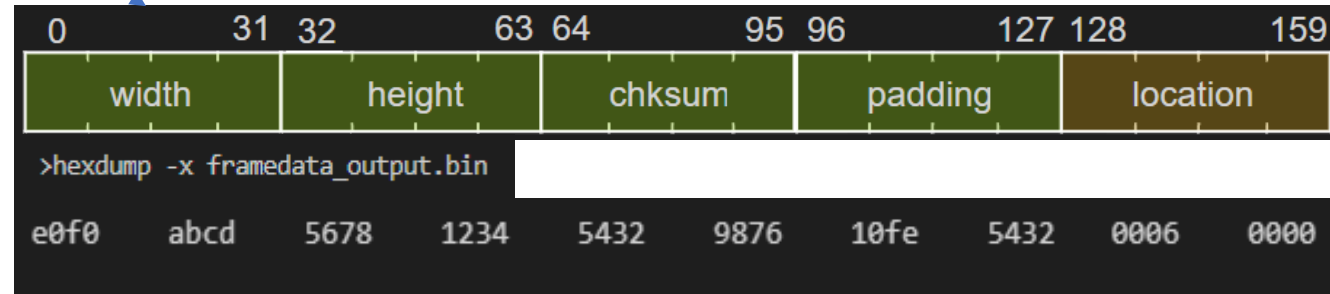 0 31 32 63 64 95 96 127 128 159
width height chksum padding location
>hexdump -x framedata_output.bin
e0f0 abcd 5678 1234 5432 9876 10fe 5432 0006 0000